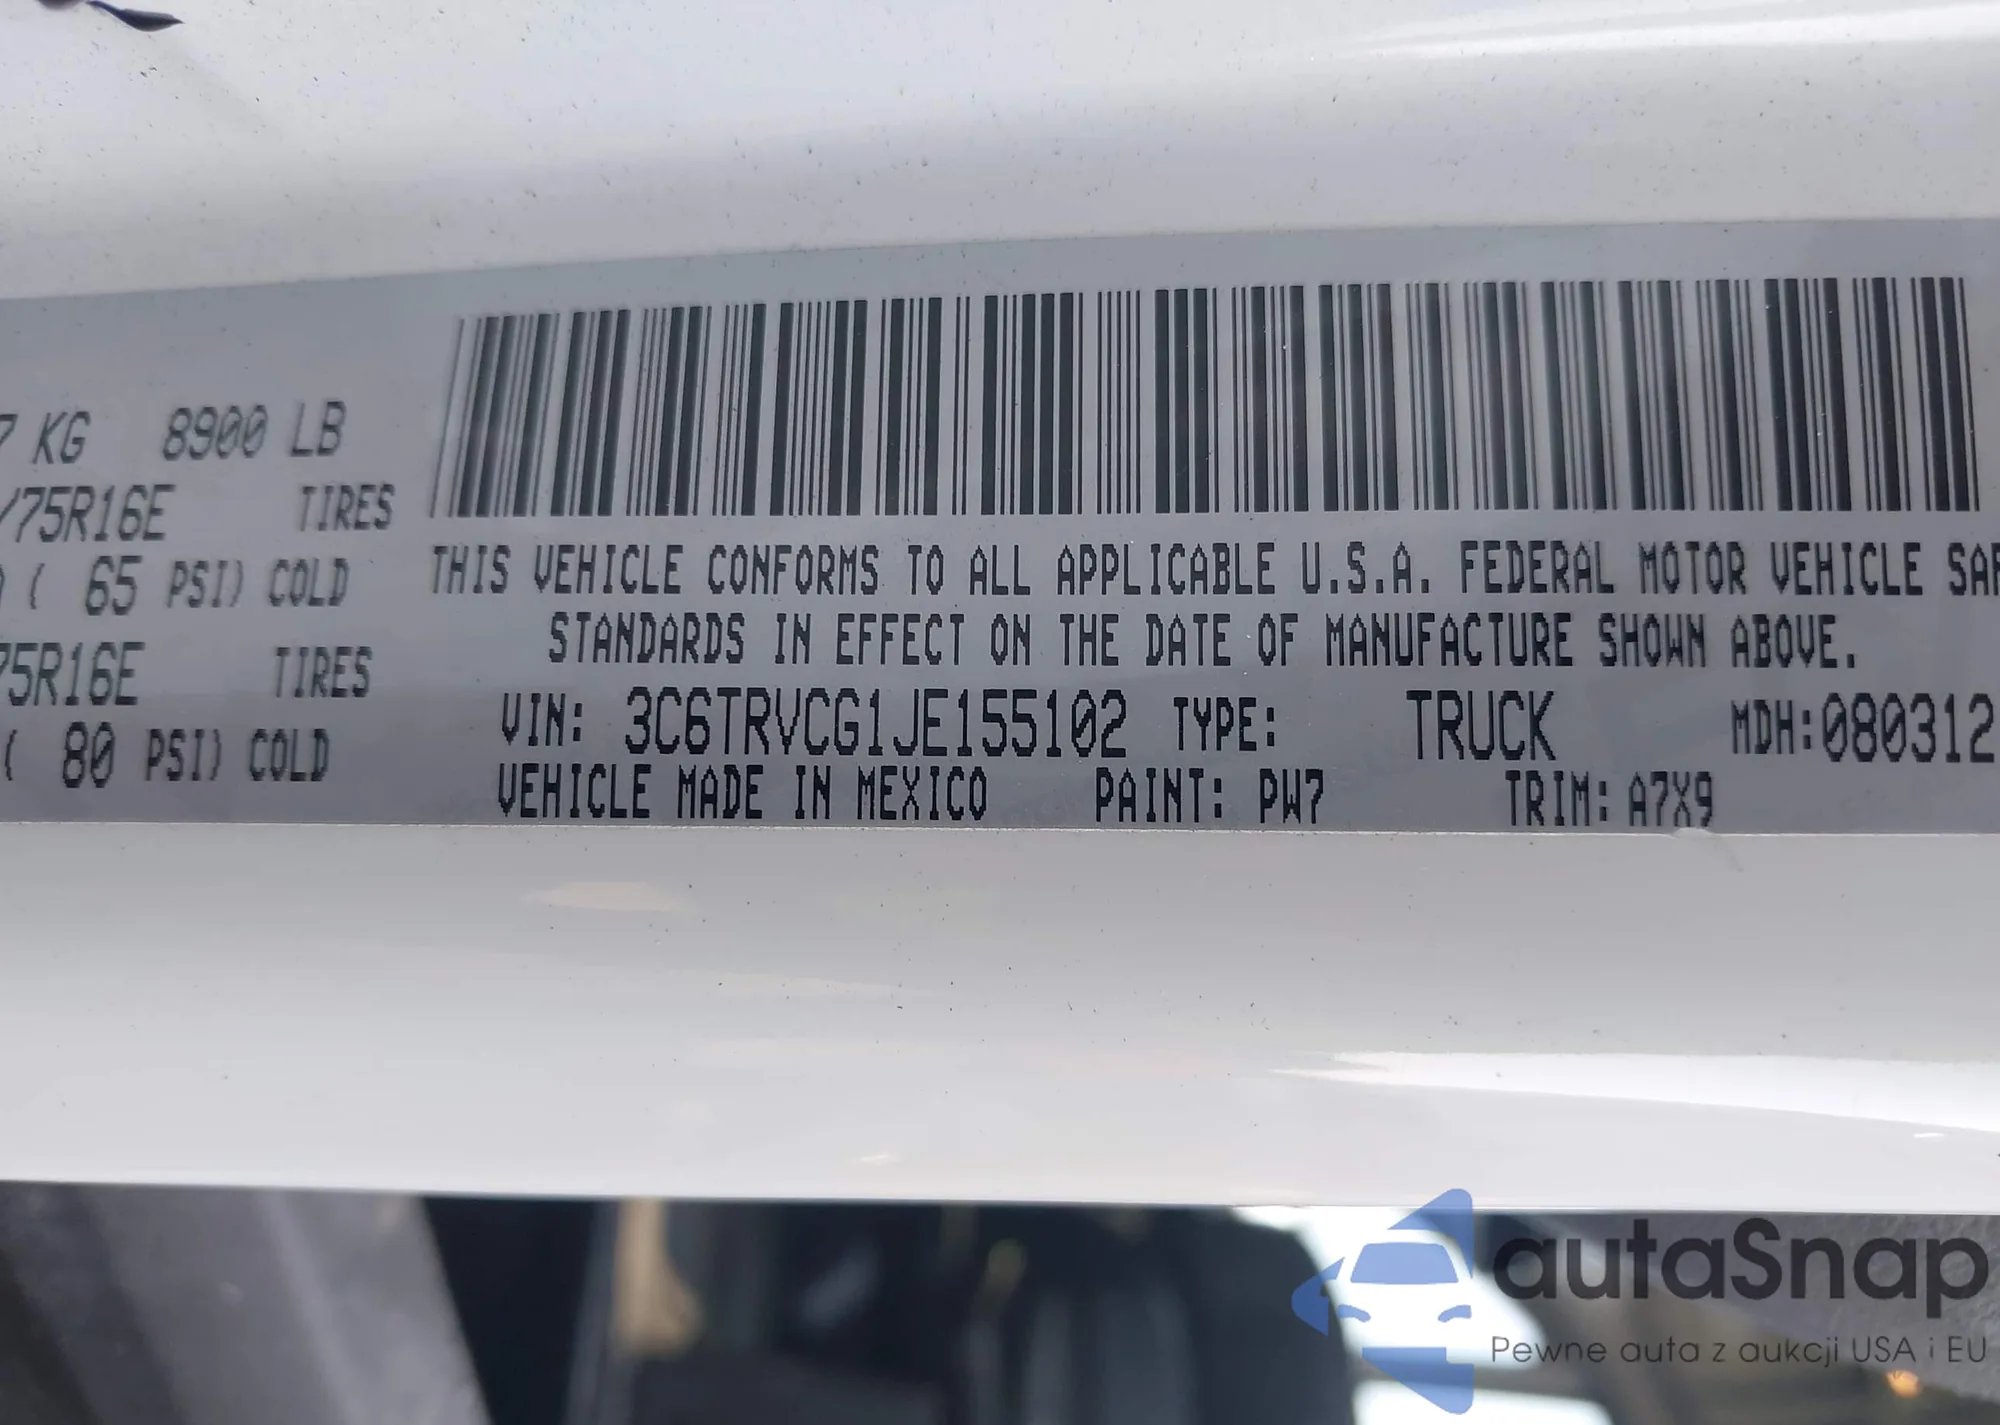 7 KG 8900 LB
/75R16E TIRES
( 65 PSI) COLD
75R16E TIRES
( 80 PSI) COLD
THIS VEHICLE CONFORMS TO ALL APPLICABLE U.S.A. FEDERAL MOTOR VEHICLE SAF
STANDARDS IN EFFECT ON THE DATE OF MANUFACTURE SHOWN ABOVE.
VIN: 3C6TRVCG1JE155102 TYPE: TRUCK MDH:080312
VEHICLE MADE IN MEXICO PAINT: PW7 TRIM: A7X9
autaSnap
Pewne auta z aukcji USA i EU